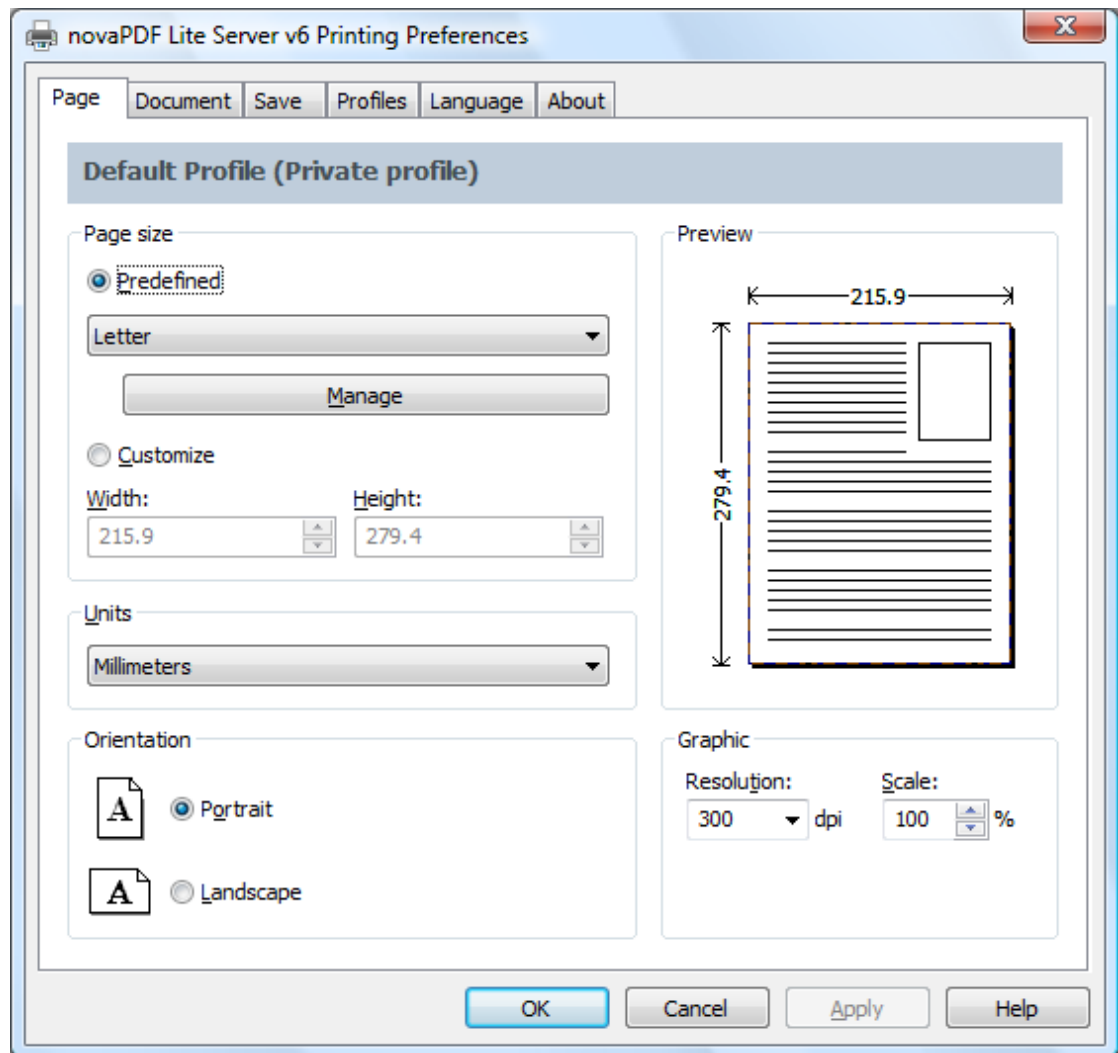 novaPDF Lite Server v6 Printing Preferences
Page Document Save Profiles Language About
Default Profile (Private profile)
Page size
Predefined
Letter
Manage
Customize
Width: Height:
215.9 279.4
Units
Millimeters
Orientation
A Portrait
A Landscape
Preview
215.9
279.4
Graphic
Resolution: Scale:
300 dpi 100 %
OK Cancel Apply Help